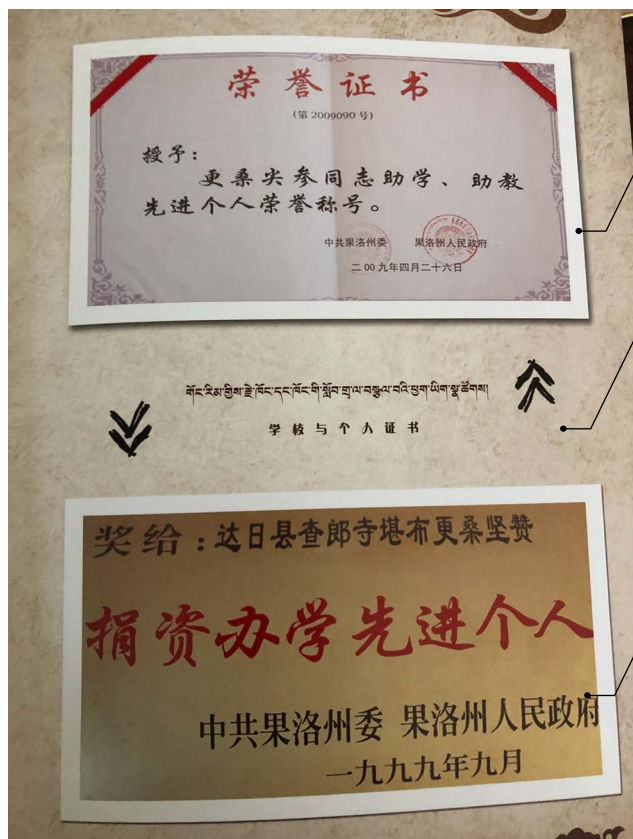 荣誉证书
(第2009090号)
授予：
更桑尖参同志助学、助教
先进个人荣誉称号。
中共果洛州委 果洛州人民政府
二00九年四月二十六日
གོང་རིམ་གྱིས་རྗེ་ཁོང་དང་ཁོང་གི་སློབ་གྲྭ་ལ་བསྩལ་བའི་ཕྱག་ཡིག་སྣ་ཚོགས།
学校与个人证书
奖给：达日县查郎寺堪布更桑坚赞
捐资办学先进个人
中共果洛州委 果洛州人民政府
一九九九年九月